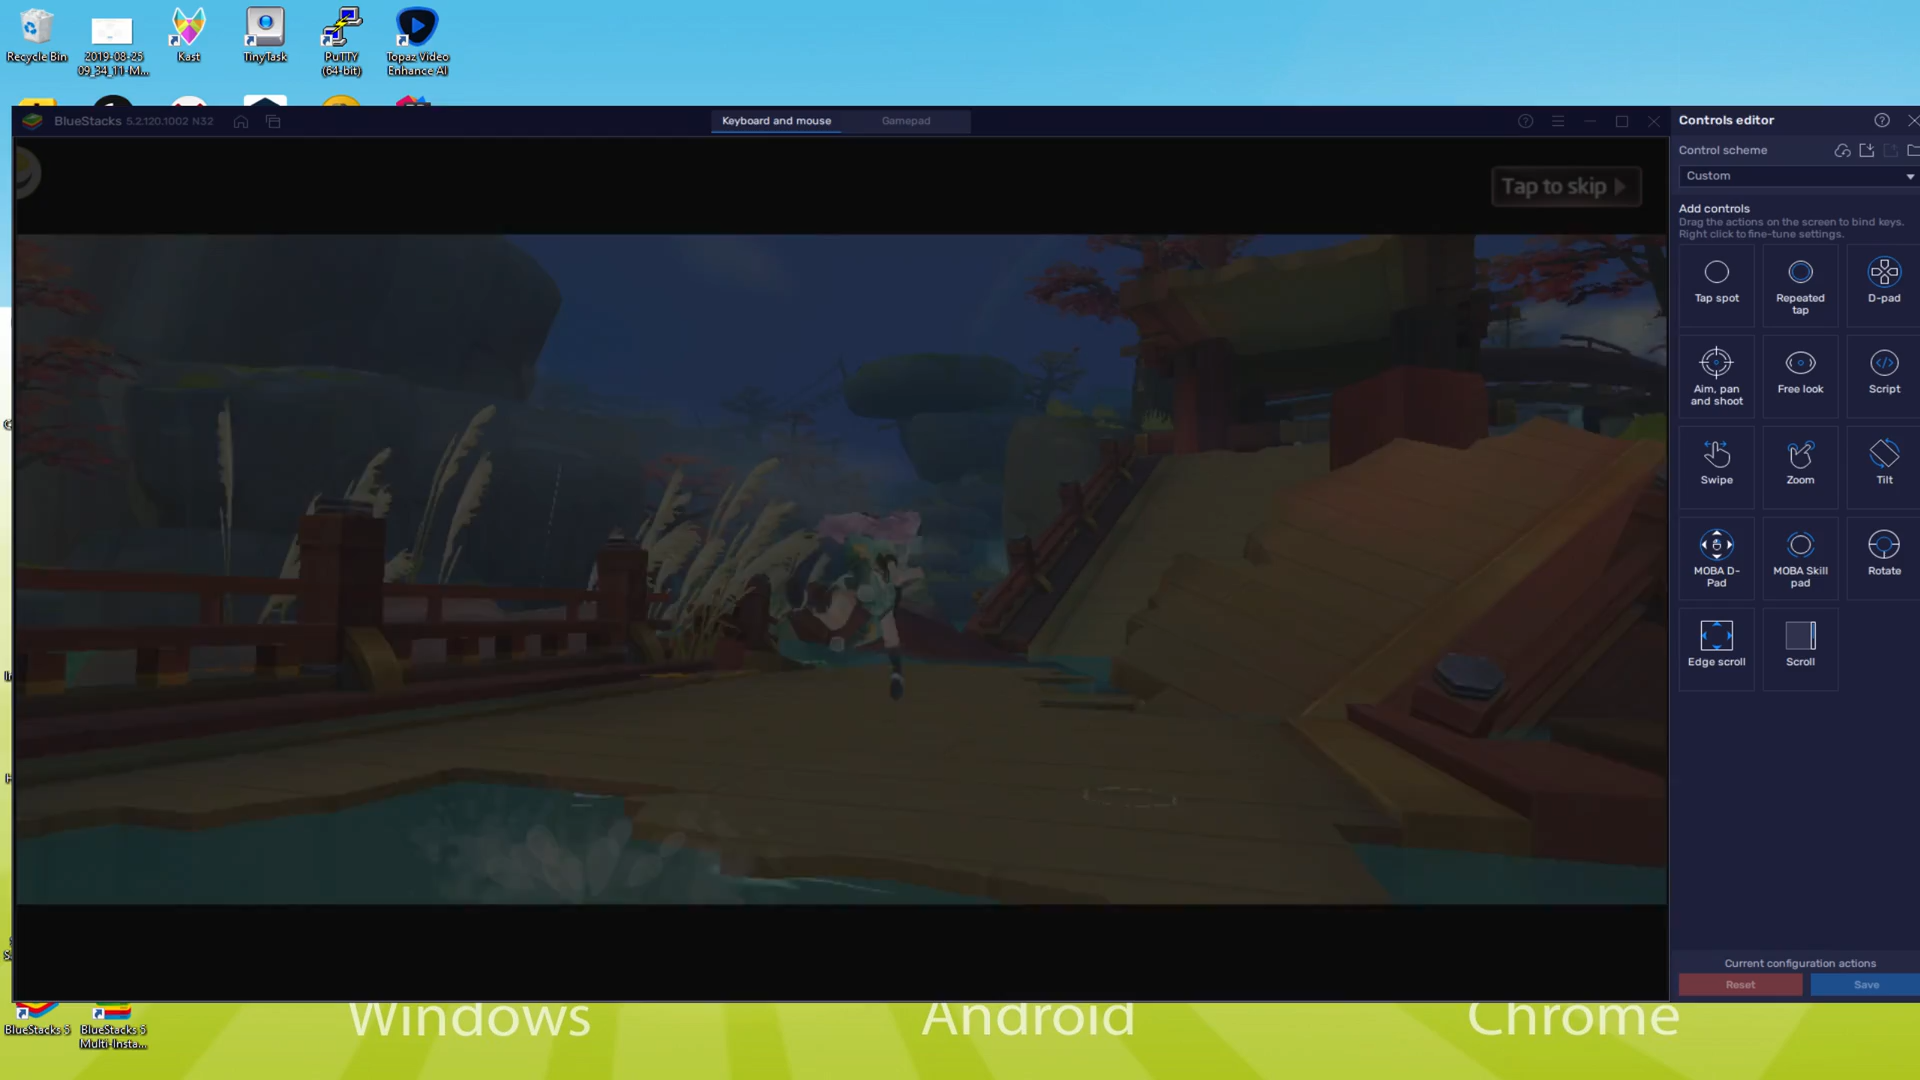 Recycle Bin
2019-08-25
09_34_11-M...
Kast
TinyTask
PuTTY
(64-bit)
Topaz Video
Enhance AI
BlueStacks 5.2.120.1002 N32
Keyboard and mouse
Gamepad
Controls editor
Control scheme
Custom
Tap to skip
Add controls
Drag the actions on the screen to bind keys.
Right click to fine-tune settings.
Tap spot
Repeated
tap
D-pad
Aim, pan
and shoot
Free look
Script
Swipe
Zoom
Tilt
MOBA D-
Pad
MOBA Skill
pad
Rotate
Edge scroll
Scroll
Current configuration actions
Reset
Save
BlueStacks 5
BlueStacks 5
Multi-Insta...
Windows
Android
Chrome